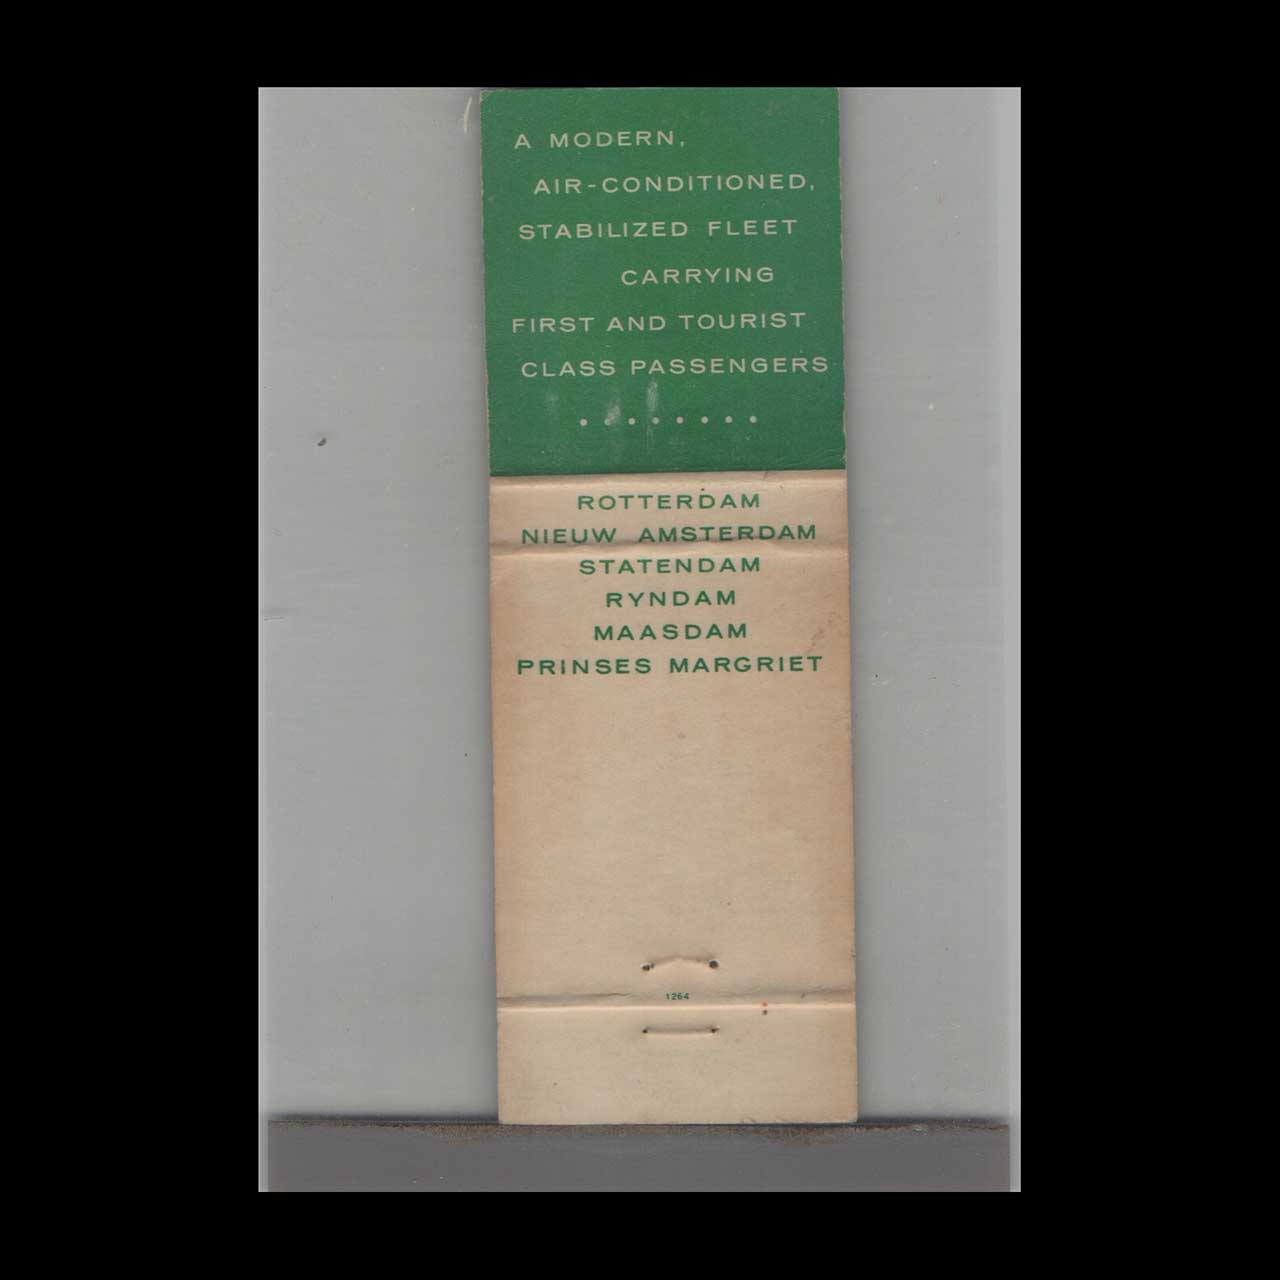 A MODERN,
AIR-CONDITIONED,
STABILIZED FLEET
CARRYING
FIRST AND TOURIST
CLASS PASSENGERS
. . . . . . . .
ROTTERDAM
NIEUW AMSTERDAM
STATENDAM
RYNDAM
MAASDAM
PRINSES MARGRIET
1264